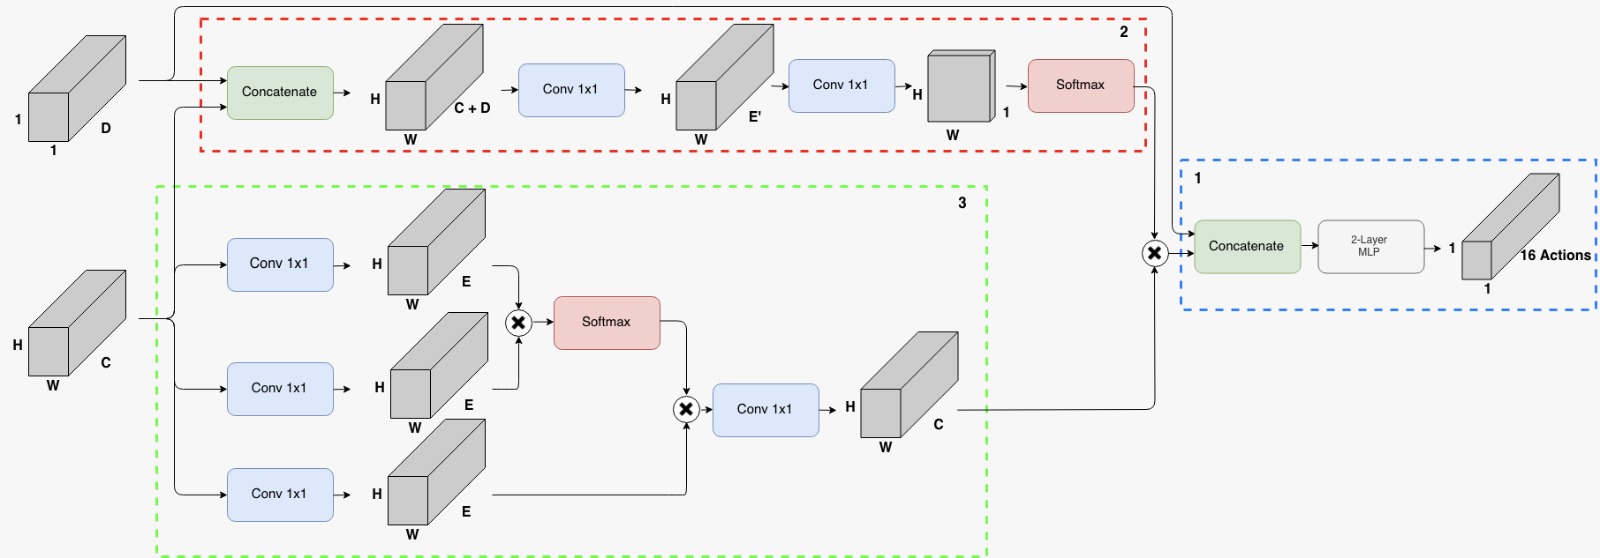 2
Concatenate
H
C + D
W
Conv 1x1
H
E'
W
Conv 1x1
H
1
W
Softmax
1
D
1
1
Concatenate
2-Layer
MLP
1
16 Actions
1
3
Conv 1x1
H
E
W
H
C
W
Softmax
Conv 1x1
H
E
W
Conv 1x1
H
C
W
Conv 1x1
H
E
W